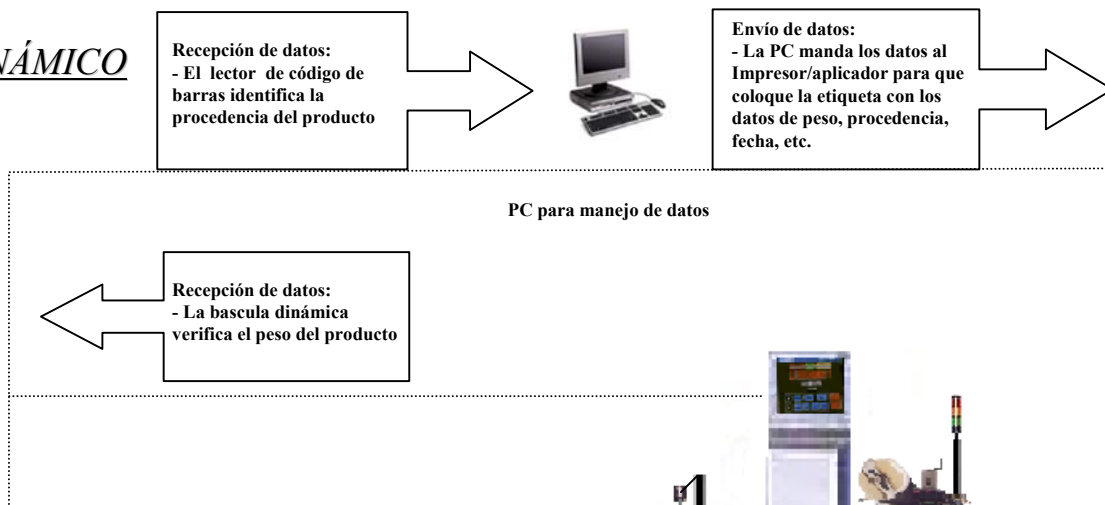 NÁMICO
Recepción de datos:
- El lector de código de
barras identifica la
procedencia del producto
Envío de datos:
- La PC manda los datos al
Impresor/aplicador para que
coloque la etiqueta con los
datos de peso, procedencia,
fecha, etc.
PC para manejo de datos
Recepción de datos:
- La bascula dinámica
verifica el peso del producto